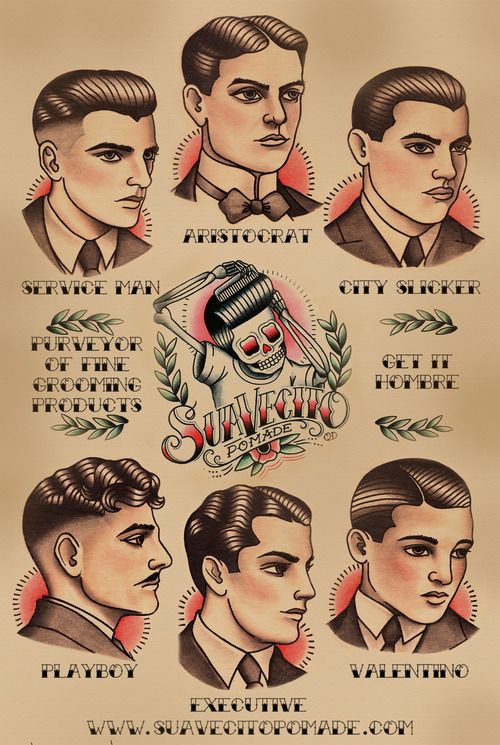 ARISTOCRAT
SERVICE MAN
CITY SLICKER
PURVEYOR
OF FINE
GROOMING
PRODUCTS
SUAVECITO
POMADE
GET IT
HOMBRE
PLAYBOY
VALENTINO
EXECUTIVE
WWW.SUAVECITOPOMADE.COM